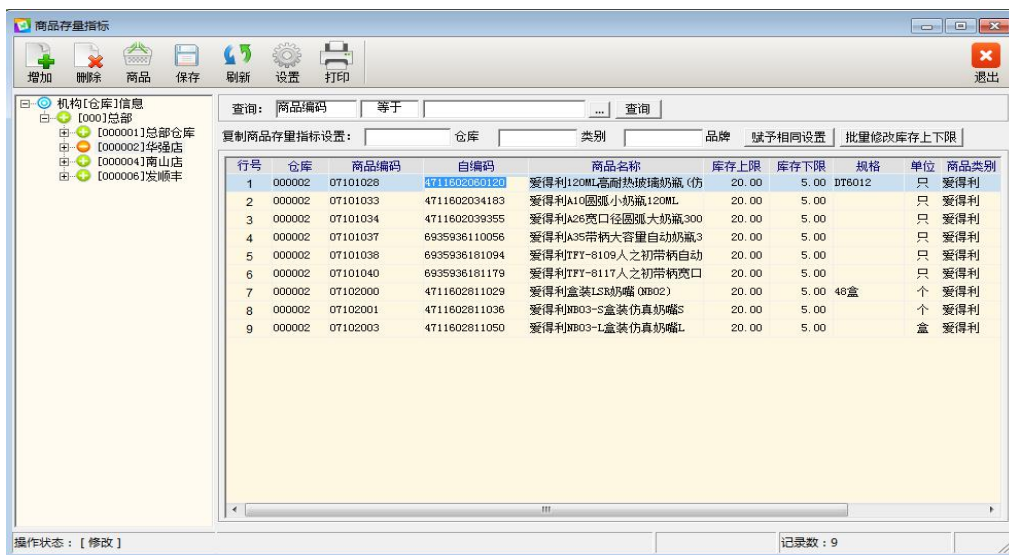 商品存量指标
增加 删除 商品 保存 刷新 设置 打印 退出
机构[仓库]信息
[000]总部
[000001]总部仓库
[000002]华强店
[000004]南山店
[000006]发顺丰
查询: 商品编码 等于 ... 查询
复制商品存量指标设置: 仓库 类别 品牌 赋予相同设置 批量修改库存上下限
行号 仓库 商品编码 自编码 商品名称 库存上限 库存下限 规格 单位 商品类别
1 000002 07101028 4711602060120 爱得利120ML高耐热玻璃奶瓶(仿 20.00 5.00 DT6012 只 爱得利
2 000002 07101033 4711602034183 爱得利A10圆弧小奶瓶120ML 20.00 5.00 只 爱得利
3 000002 07101034 4711602039355 爱得利A26宽口径圆弧大奶瓶300 20.00 5.00 只 爱得利
4 000002 07101037 6935936110056 爱得利A35带柄大容量自动奶瓶3 20.00 5.00 只 爱得利
5 000002 07101038 6935936181094 爱得利TFY-8109人之初带柄自动 20.00 5.00 只 爱得利
6 000002 07101040 6935936181179 爱得利TFY-8117人之初带柄宽口 20.00 5.00 只 爱得利
7 000002 07102000 4711602811029 爱得利盒装LSR奶嘴(NB02) 20.00 5.00 48盒 个 爱得利
8 000002 07102001 4711602811036 爱得利NB03-S盒装仿真奶嘴S 20.00 5.00 个 爱得利
9 000002 07102003 4711602811050 爱得利NB03-L盒装仿真奶嘴L 20.00 5.00 盒 爱得利
操作状态: [修改] 记录数: 9